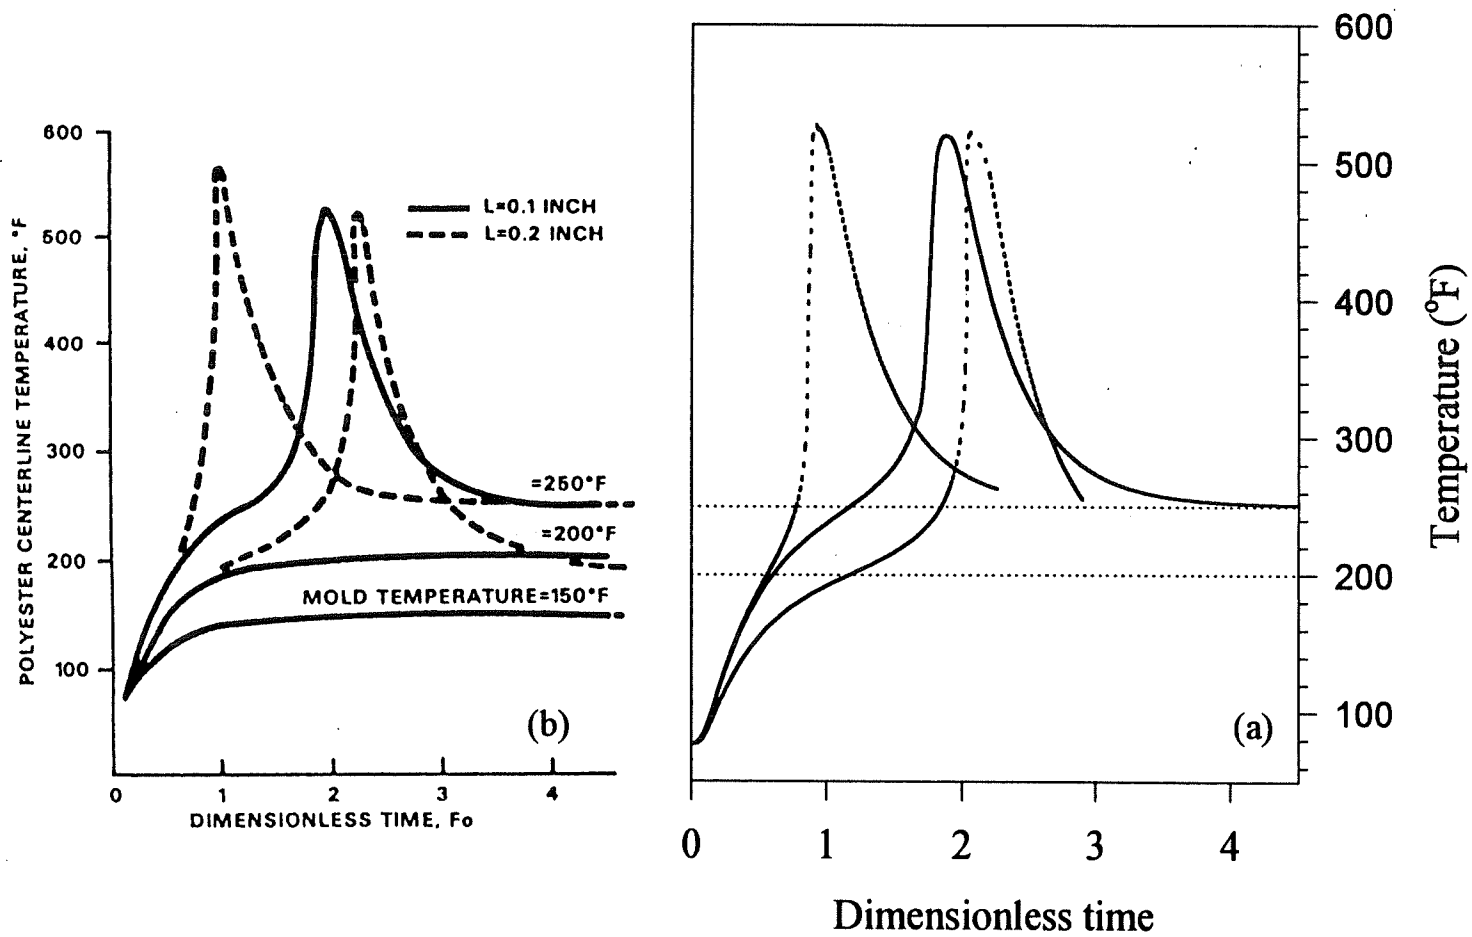 600
500
400
300
200
100
POLYESTER CENTERLINE TEMPERATURE, °F
L=0.1 INCH
L=0.2 INCH
=250°F
=200°F
MOLD TEMPERATURE=150°F
(b)
0 1 2 3 4
DIMENSIONLESS TIME, Fo
600
500
400
300
200
100
Temperature (°F)
(a)
0 1 2 3 4
Dimensionless time